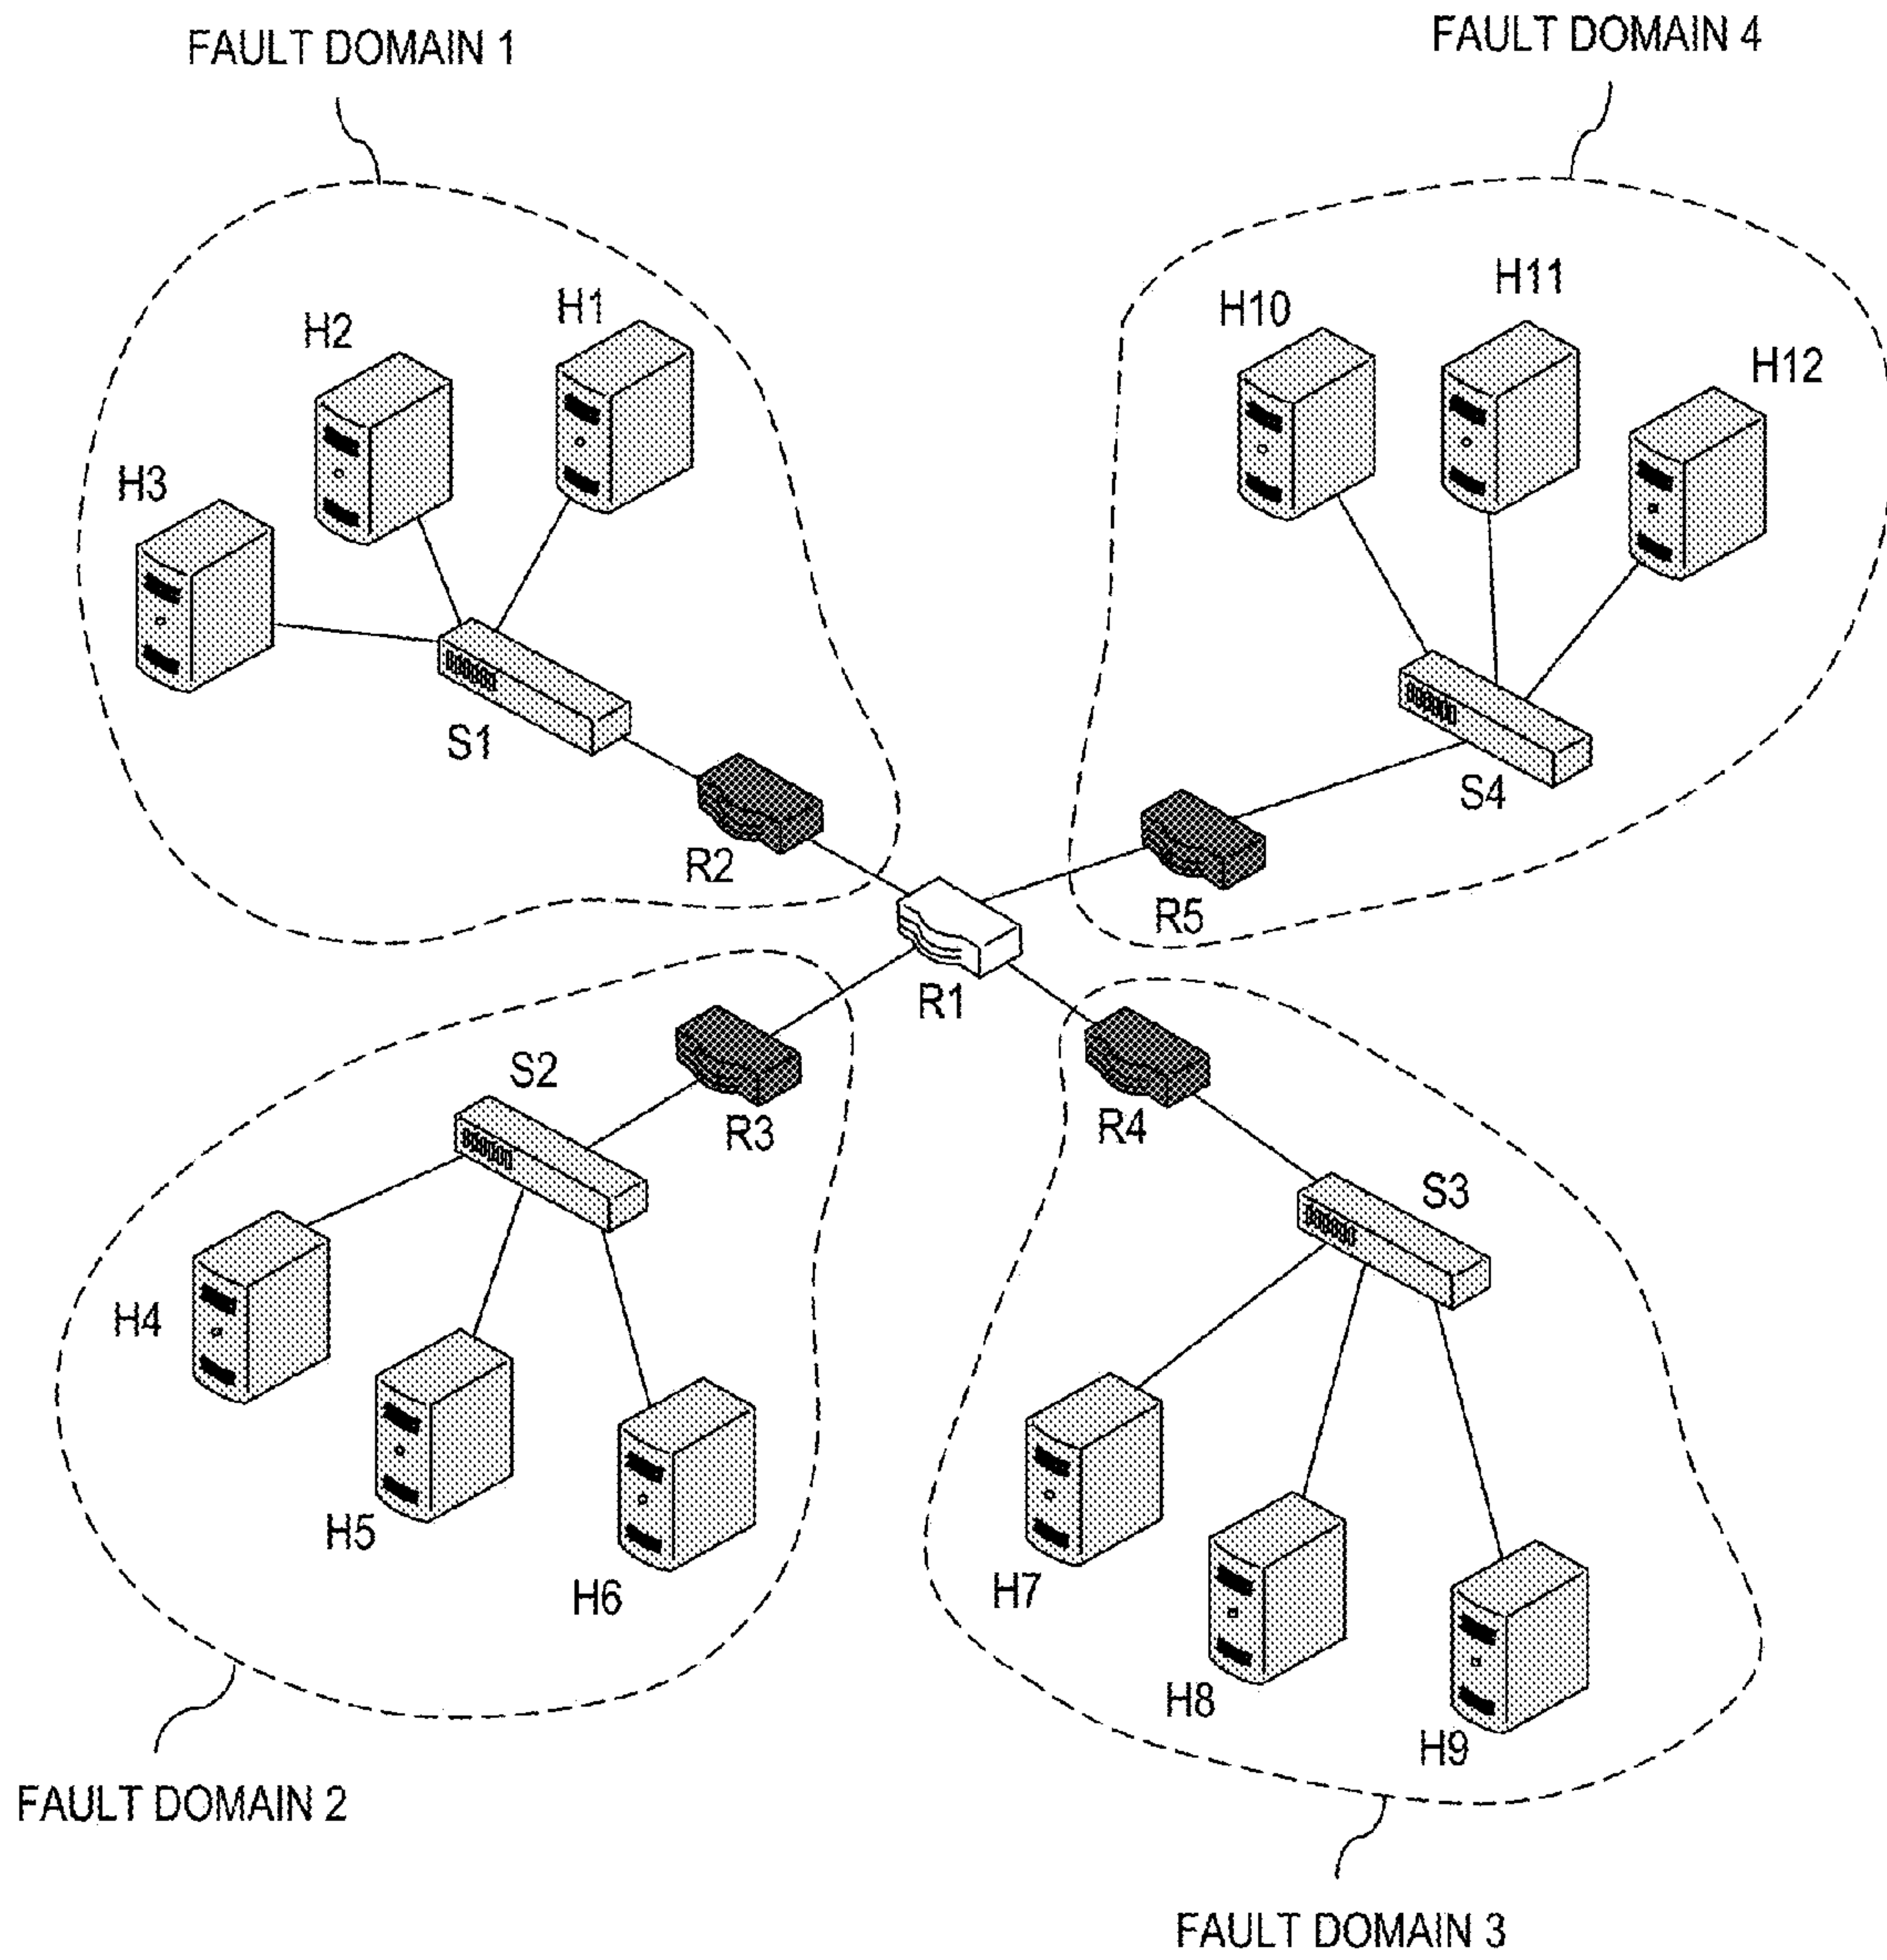 FAULT DOMAIN 1
FAULT DOMAIN 4
H1
H2
H3
S1
R2
H10
H11
H12
S4
R5
R1
S2
R3
H4
H5
H6
R4
S3
H7
H8
H9
FAULT DOMAIN 2
FAULT DOMAIN 3